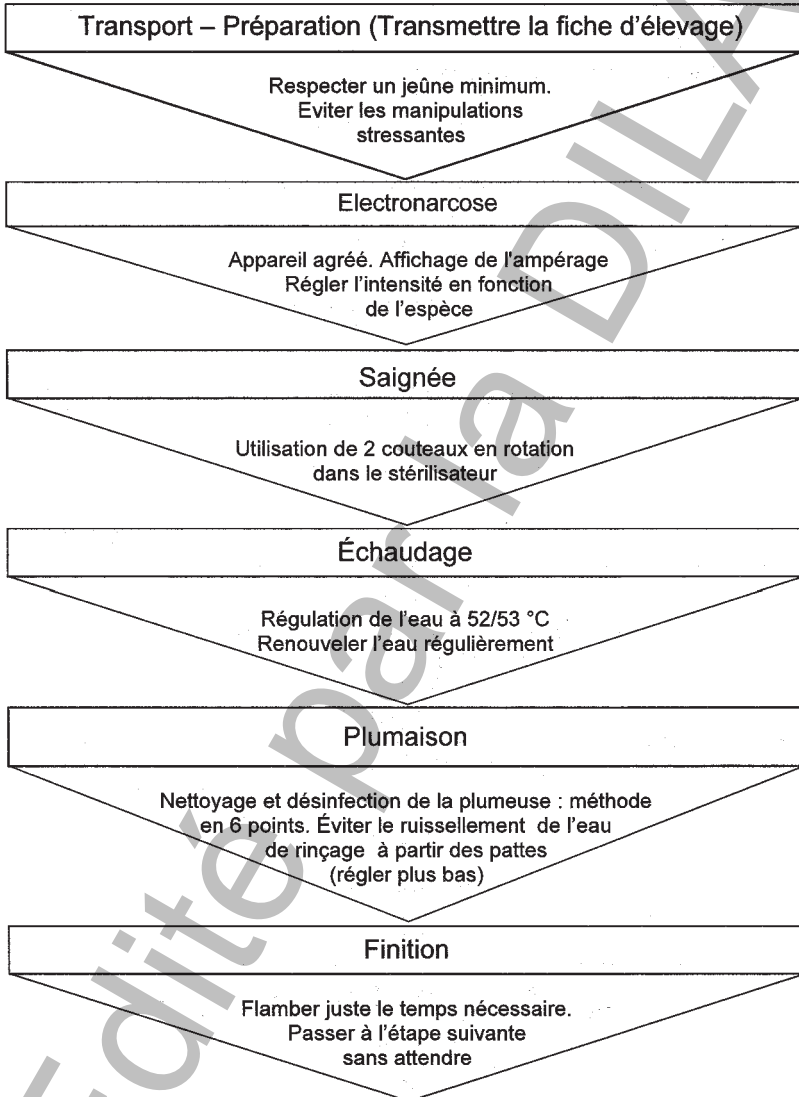 Transport – Préparation (Transmettre la fiche d'élevage)
Respecter un jeûne minimum.
Eviter les manipulations
stressantes
Electronarcose
Appareil agréé. Affichage de l'ampérage
Régler l'intensité en fonction
de l'espèce
Saignée
Utilisation de 2 couteaux en rotation
dans le stérilisateur
Échaudage
Régulation de l'eau à 52/53 °C
Renouveler l'eau régulièrement
Plumaison
Nettoyage et désinfection de la plumeuse : méthode
en 6 points. Éviter le ruissellement de l'eau
de rinçage à partir des pattes
(régler plus bas)
Finition
Flamber juste le temps nécessaire.
Passer à l'étape suivante
sans attendre
Edité par la DILA